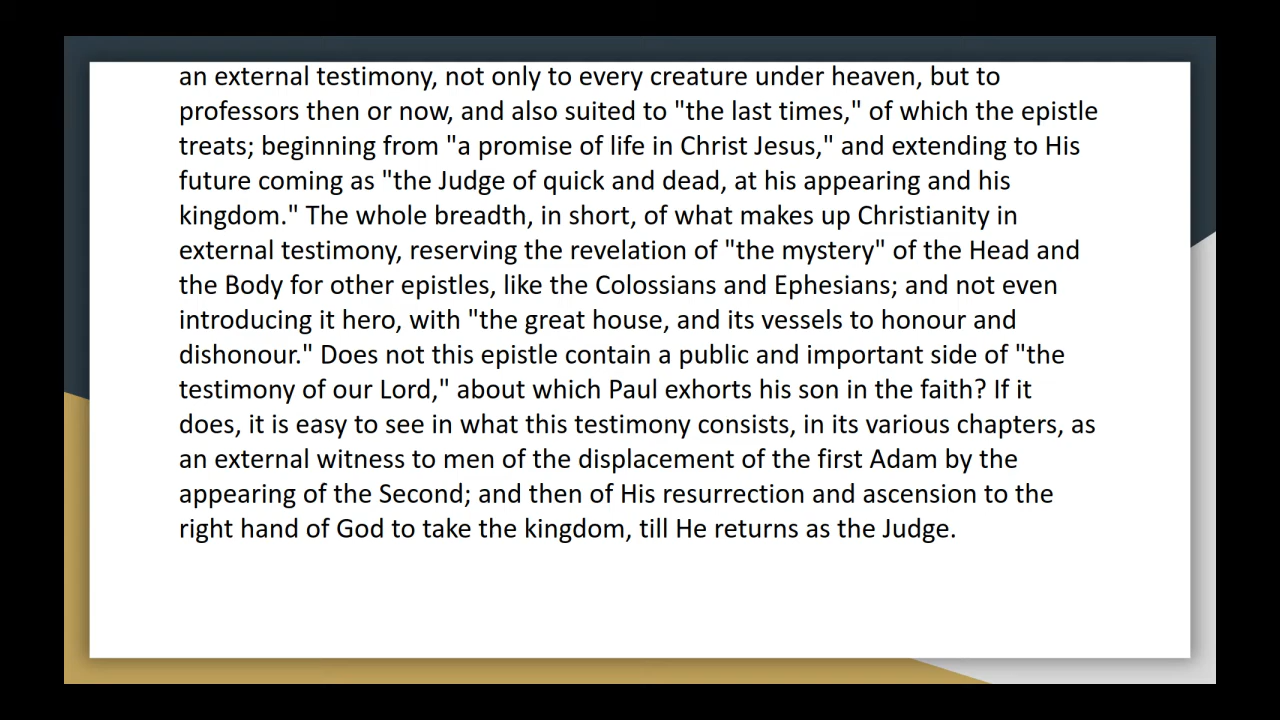 an external testimony, not only to every creature under heaven, but to
professors then or now, and also suited to "the last times," of which the epistle
treats; beginning from "a promise of life in Christ Jesus," and extending to His
future coming as "the Judge of quick and dead, at his appearing and his
kingdom." The whole breadth, in short, of what makes up Christianity in
external testimony, reserving the revelation of "the mystery" of the Head and
the Body for other epistles, like the Colossians and Ephesians; and not even
introducing it hero, with "the great house, and its vessels to honour and
dishonour." Does not this epistle contain a public and important side of "the
testimony of our Lord," about which Paul exhorts his son in the faith? If it
does, it is easy to see in what this testimony consists, in its various chapters, as
an external witness to men of the displacement of the first Adam by the
appearing of the Second; and then of His resurrection and ascension to the
right hand of God to take the kingdom, till He returns as the Judge.